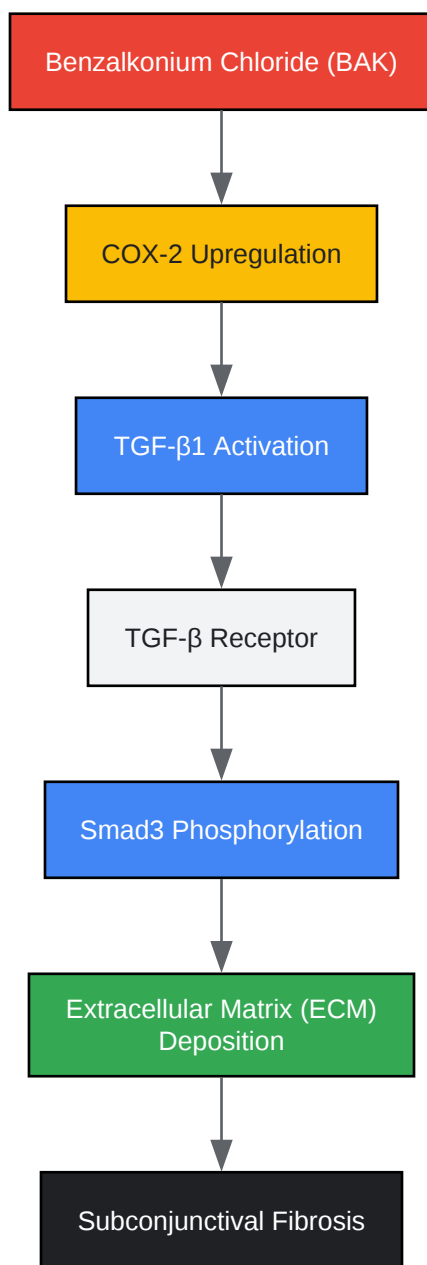 Benzalkonium Chloride (BAK)
COX-2 Upregulation
TGF-β1 Activation
TGF-β Receptor
Smad3 Phosphorylation
Extracellular Matrix (ECM)
Deposition
Subconjunctival Fibrosis